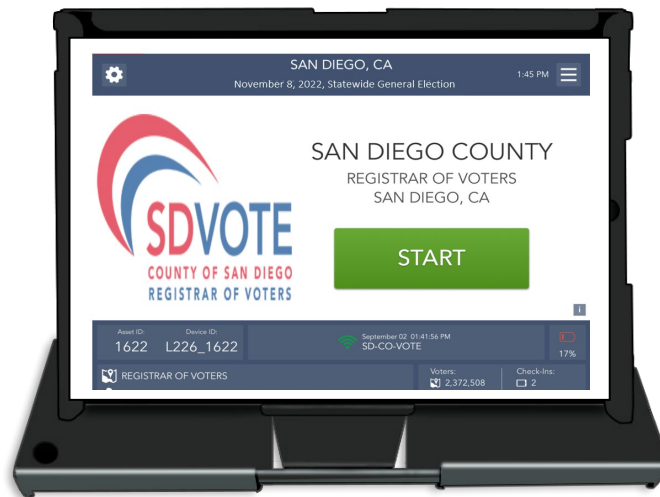 SAN DIEGO, CA
November 8, 2022, Statewide General Election
1:45 PM
SAN DIEGO COUNTY
REGISTRAR OF VOTERS
SAN DIEGO, CA
SDVOTE
COUNTY OF SAN DIEGO
REGISTRAR OF VOTERS
START
i
Asset ID:
1622
Device ID:
L226_1622
September 02 01:41:56 PM
SD-CO-VOTE
17%
REGISTRAR OF VOTERS
Voters:
2,372,508
Check-Ins:
2